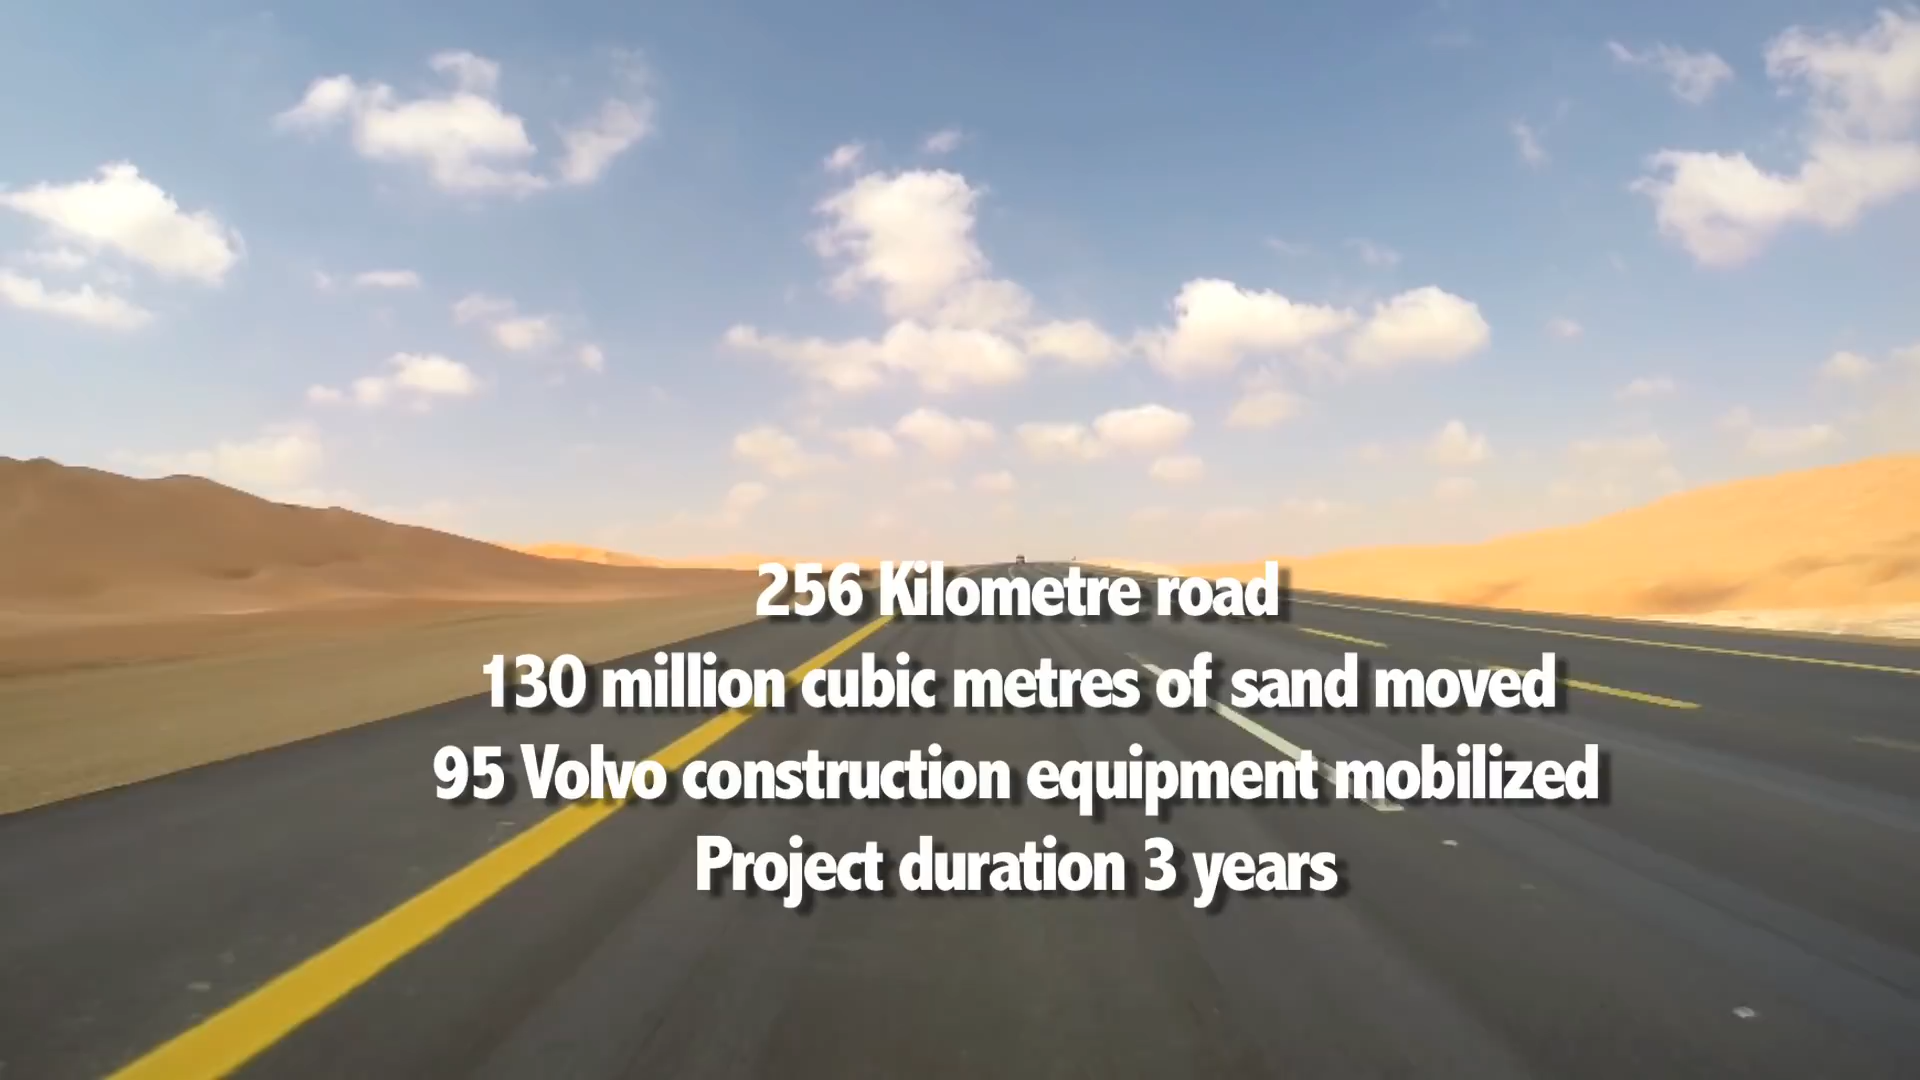 256 Kilometre road
130 million cubic metres of sand moved
95 Volvo construction equipment mobilized
Project duration 3 years